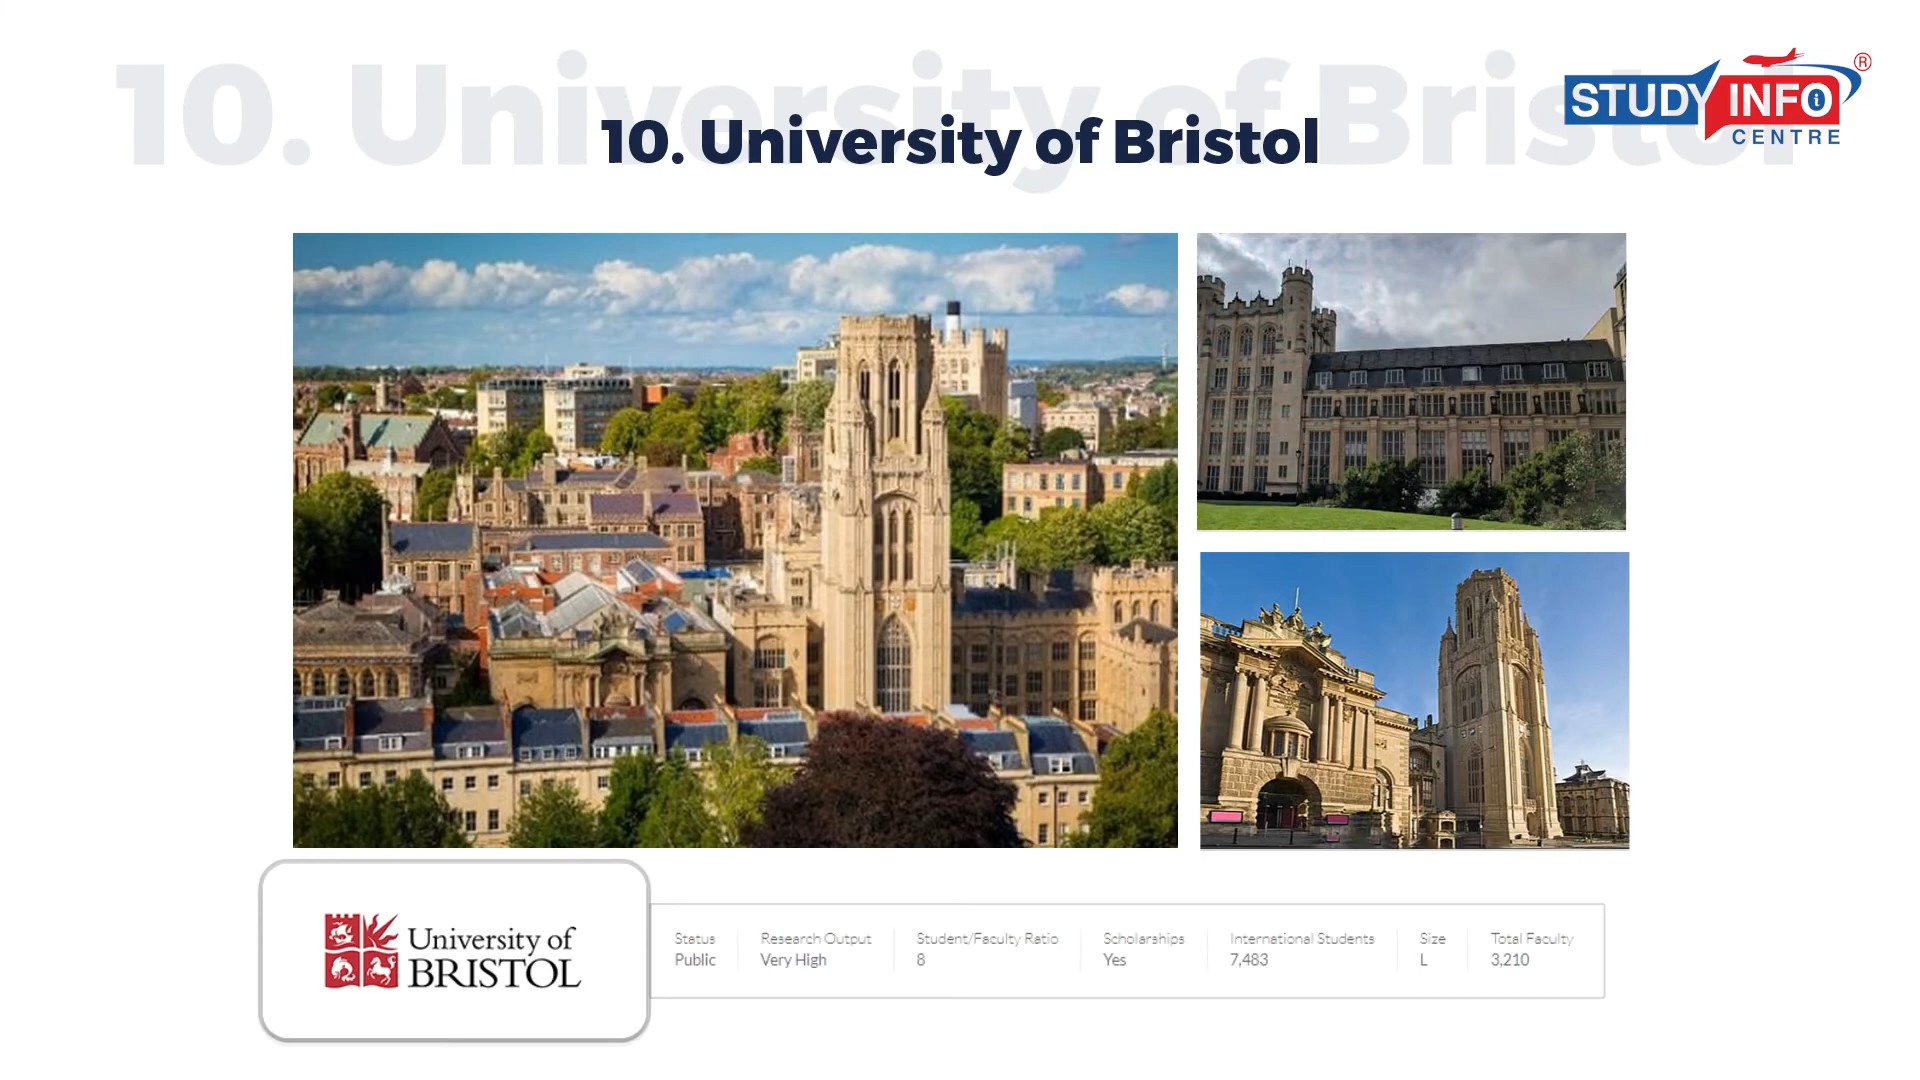 10. University of Bristol
10. University of Bristol
STUDY INFO
CENTRE
®
University of
BRISTOL
Status
Public
Research Output
Very High
Student/Faculty Ratio
8
Scholarships
Yes
International Students
7,483
Size
L
Total Faculty
3,210